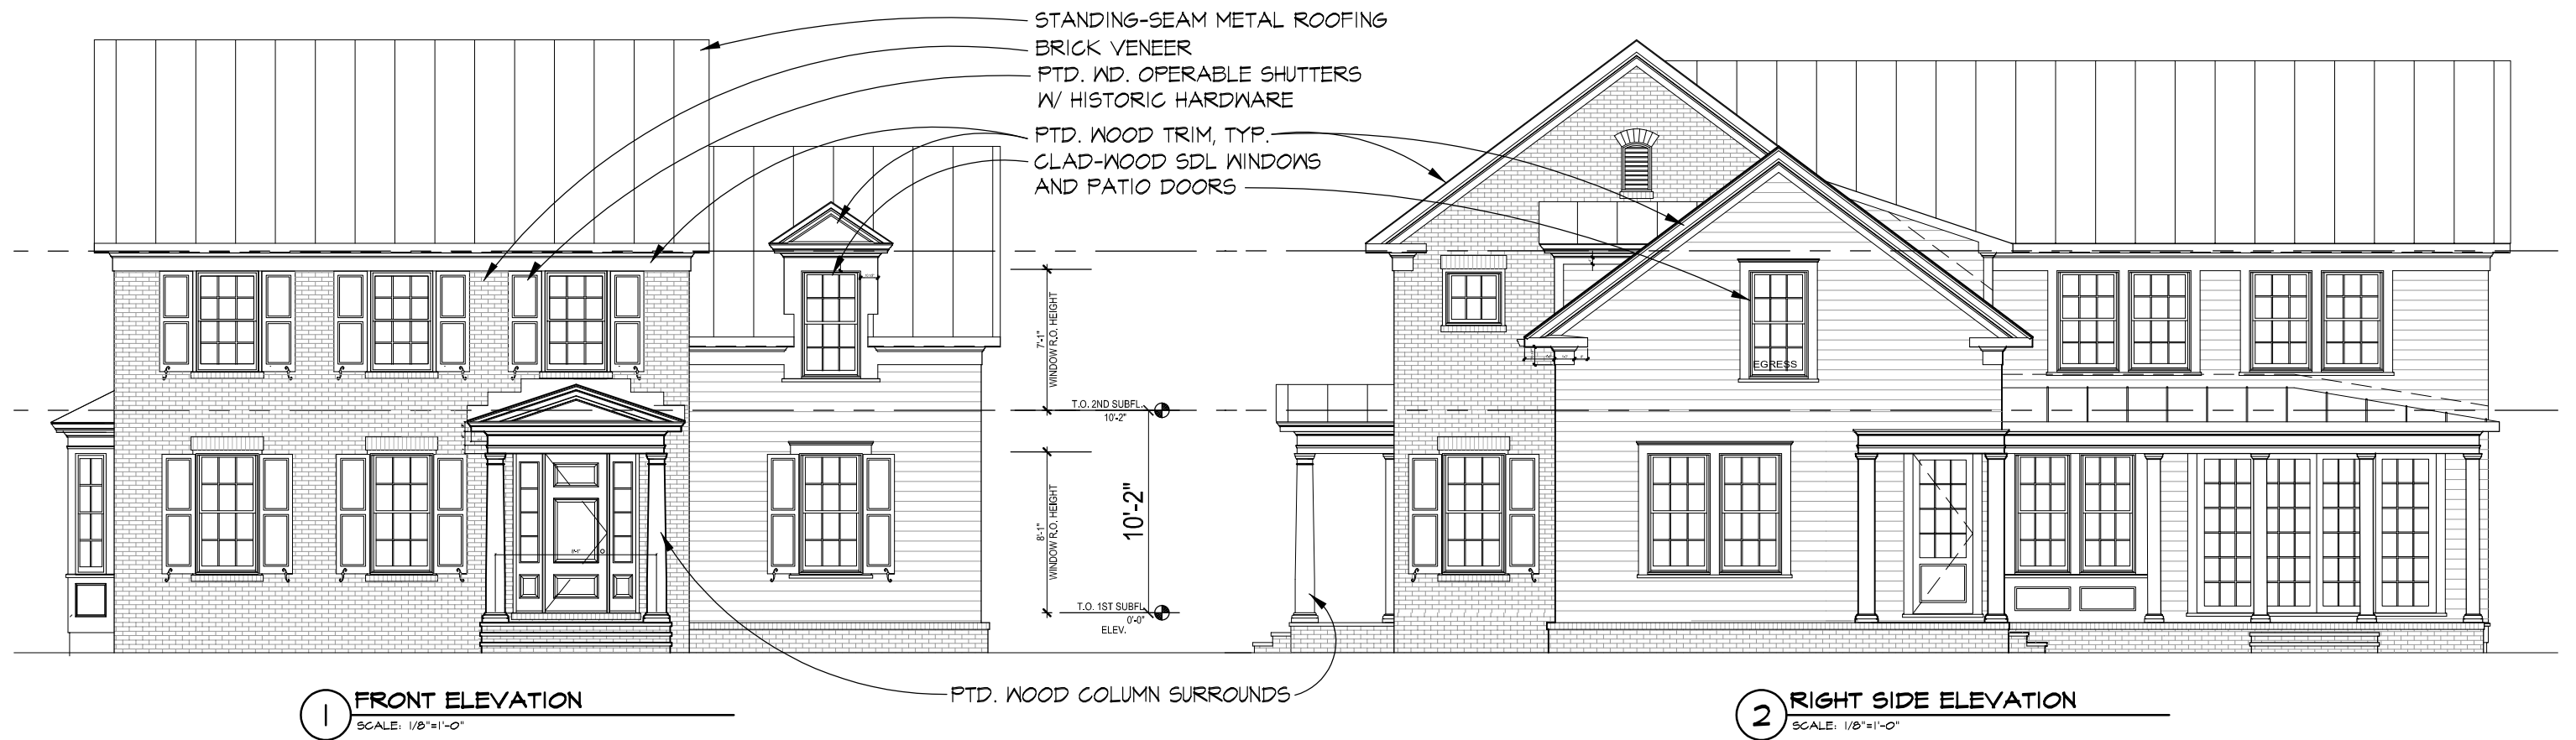 STANDING-SEAM METAL ROOFING
BRICK VENEER
PTD. WD. OPERABLE SHUTTERS
W/ HISTORIC HARDWARE
PTD. WOOD TRIM, TYP.
CLAD-WOOD SDL WINDOWS
AND PATIO DOORS
7'-1"
WINDOW R.O. HEIGHT
EGRESS
T.O. 2ND SUBFL.
10'-2"
8'-1"
WINDOW R.O. HEIGHT
10'-2"
T.O. 1ST SUBFL.
0'-0"
ELEV.
PTD. WOOD COLUMN SURROUNDS
1
FRONT ELEVATION
SCALE: 1/8"=1'-0"
2
RIGHT SIDE ELEVATION
SCALE: 1/8"=1'-0"